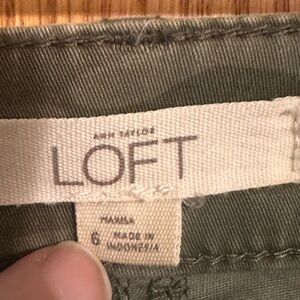 ANN TAYLOR
LOFT
MARISA
6 MADE IN
INDONESIA